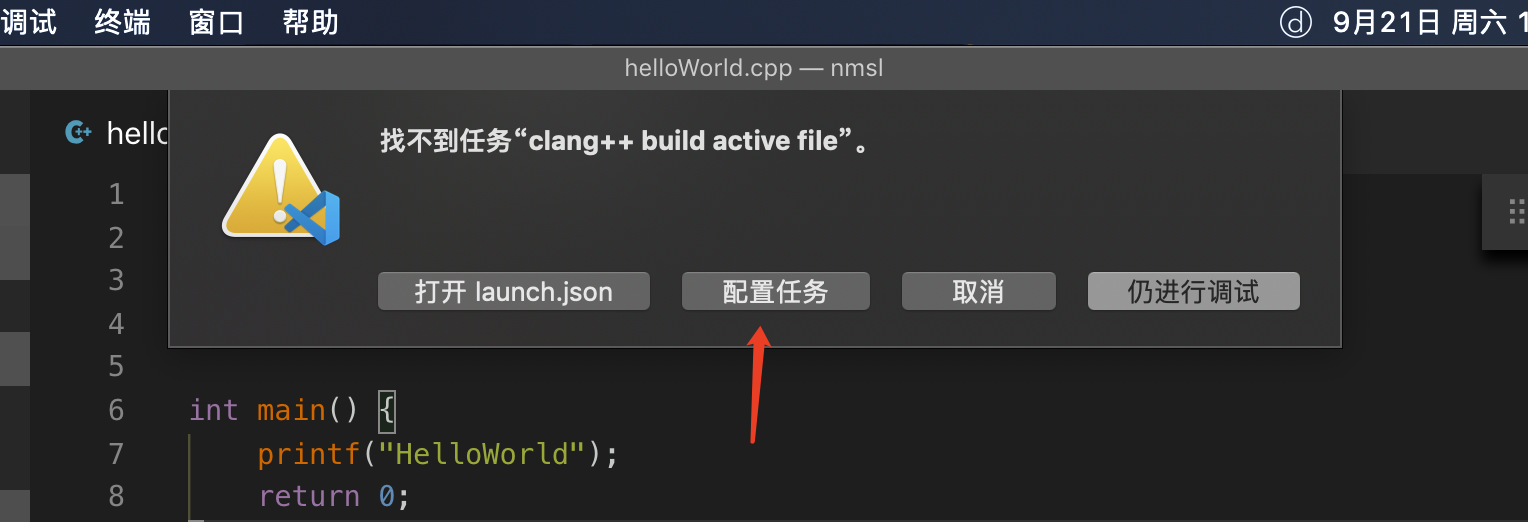 调试 终端 窗口 帮助 9月21日 周六 1
helloWorld.cpp — nmsl
hello
找不到任务“clang++ build active file”。
打开 launch.json 配置任务 取消 仍进行调试
1
2
3
4
5
6 int main() {
7 printf("HelloWorld");
8 return 0;